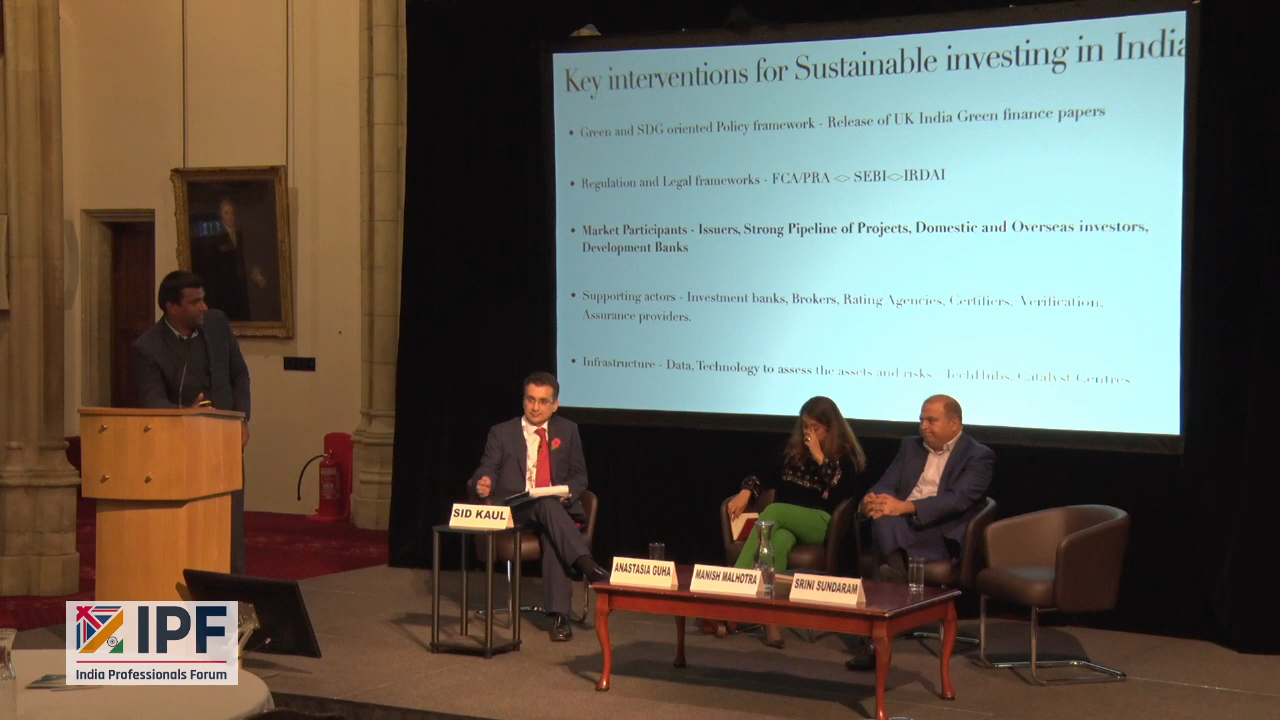 Key interventions for Sustainable investing in India
• Green and SDG oriented Policy framework - Release of UK India Green finance papers
• Regulation and Legal frameworks - FCA/PRA <> SEBI<>IRDAI
• Market Participants - Issuers, Strong Pipeline of Projects, Domestic and Overseas investors,
Development Banks
• Supporting actors - Investment banks, Brokers, Rating Agencies, Certifiers, Verification,
Assurance providers.
• Infrastructure - Data, Technology to assess the assets and risks - TechHubs, Catalyst Centres
SID KAUL
ANASTASIA GUHA
MANISH MALHOTRA
SRINI SUNDARAM
IPF
India Professionals Forum